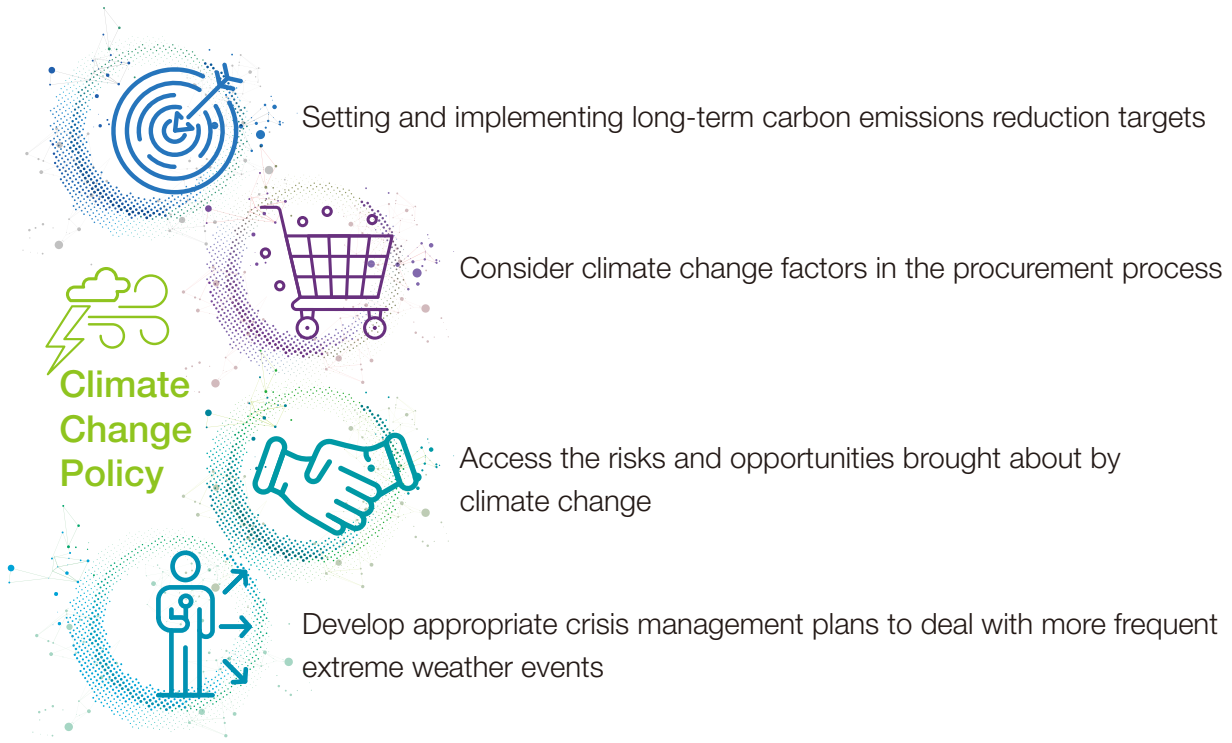 Setting and implementing long-term carbon emissions reduction targets
Consider climate change factors in the procurement process
Climate
Change
Policy
Access the risks and opportunities brought about by
climate change
Develop appropriate crisis management plans to deal with more frequent
extreme weather events